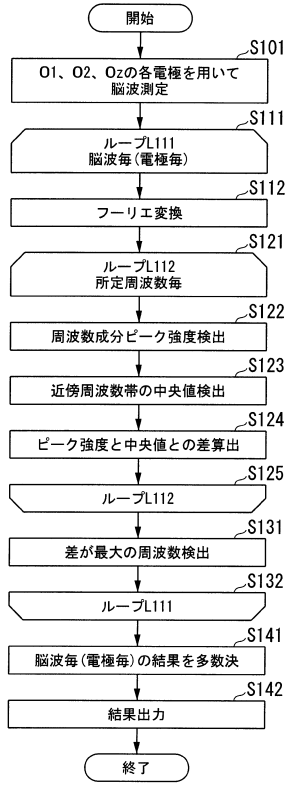 開始
S101
O1、O2、Ozの各電極を用いて
脳波測定
S111
ループL111
脳波毎(電極毎)
S112
フーリエ変換
S121
ループL112
所定周波数毎
S122
周波数成分ピーク強度検出
S123
近傍周波数帯の中央値検出
S124
ピーク強度と中央値との差算出
S125
ループL112
S131
差が最大の周波数検出
S132
ループL111
S141
脳波毎(電極毎)の結果を多数決
S142
結果出力
終了